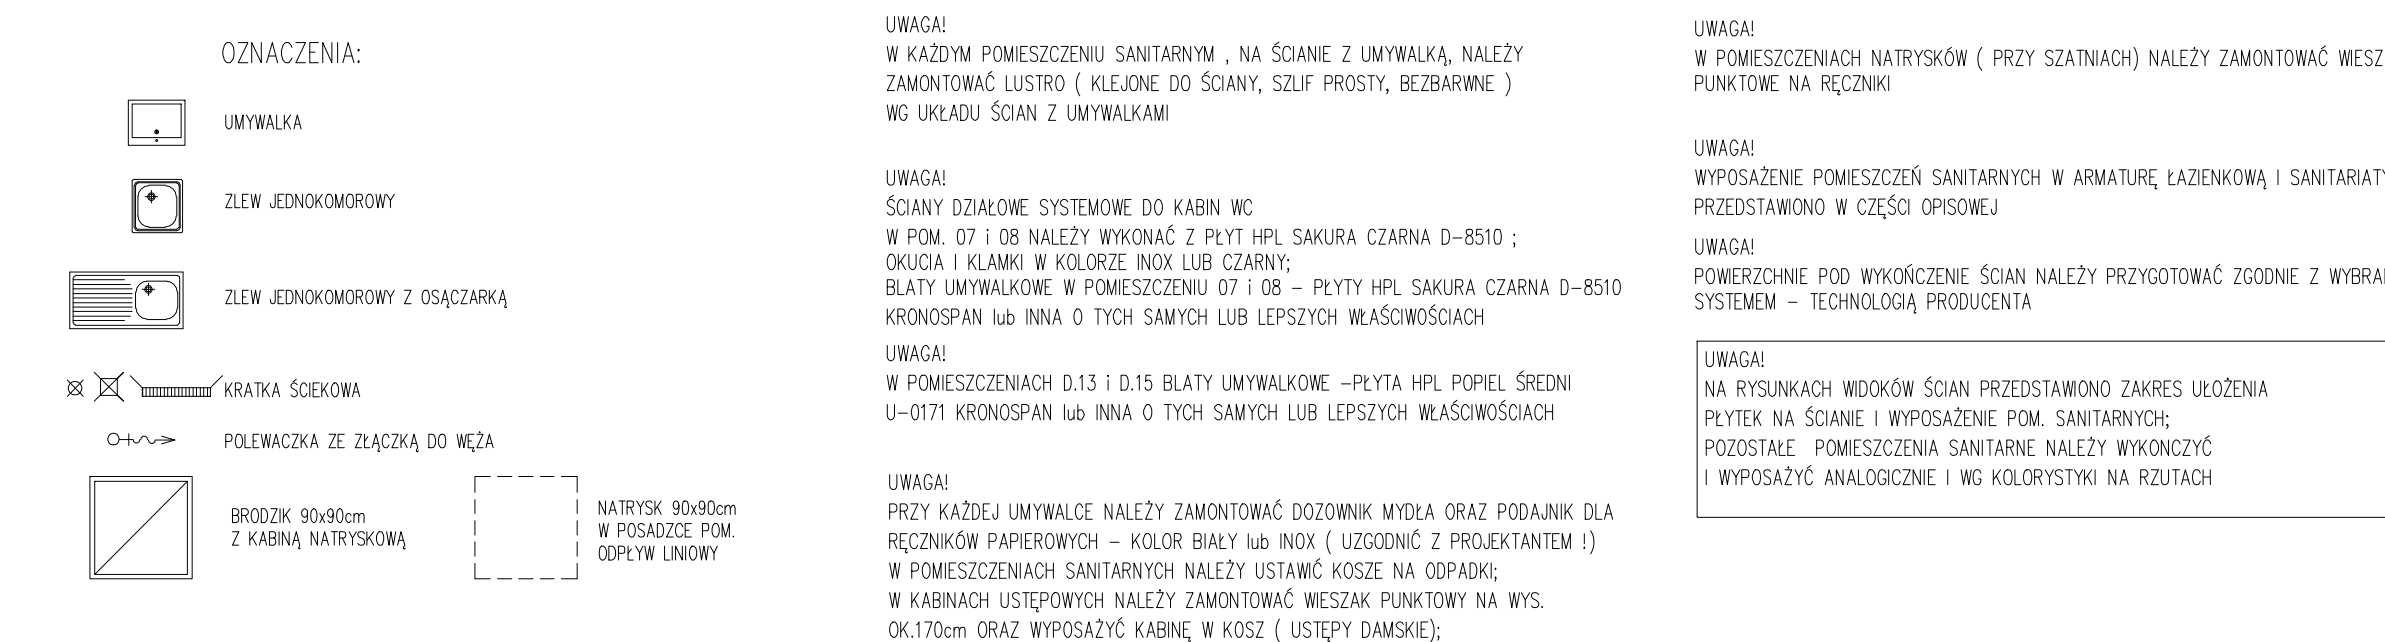 OZNACZENIA:
UMYWALKA
ZLEW JEDNOKOMOROWY
ZLEW JEDNOKOMOROWY Z OSĄCZARKĄ
KRATKA ŚCIEKOWA
POLEWACZKA ZE ZŁĄCZKĄ DO WĘŻA
BRODZIK 90x90cm
Z KABINĄ NATRYSKOWĄ
NATRYSK 90x90cm
W POSADZCE POM.
ODPŁYW LINIOWY
UWAGA!
W KAŻDYM POMIESZCZENIU SANITARNYM , NA ŚCIANIE Z UMYWALKĄ, NALEŻY
ZAMONTOWAĆ LUSTRO ( KLEJONE DO ŚCIANY, SZLIF PROSTY, BEZBARWNE )
WG UKŁADU ŚCIAN Z UMYWALKAMI
UWAGA!
ŚCIANY DZIAŁOWE SYSTEMOWE DO KABIN WC
W POM. 07 i 08 NALEŻY WYKONAĆ Z PŁYT HPL SAKURA CZARNA D-8510 ;
OKUCIA I KLAMKI W KOLORZE INOX LUB CZARNY;
BLATY UMYWALKOWE W POMIESZCZENIU 07 i 08 - PŁYTY HPL SAKURA CZARNA D-8510
KRONOSPAN lub INNA O TYCH SAMYCH LUB LEPSZYCH WŁAŚCIWOŚCIACH
UWAGA!
W POMIESZCZENIACH D.13 i D.15 BLATY UMYWALKOWE -PŁYTA HPL POPIEL ŚREDNI
U-0171 KRONOSPAN lub INNA O TYCH SAMYCH LUB LEPSZYCH WŁAŚCIWOŚCIACH
UWAGA!
PRZY KAŻDEJ UMYWALCE NALEŻY ZAMONTOWAĆ DOZOWNIK MYDŁA ORAZ PODAJNIK DLA
RĘCZNIKÓW PAPIEROWYCH - KOLOR BIAŁY lub INOX ( UZGODNIĆ Z PROJEKTANTEM !)
W POMIESZCZENIACH SANITARNYCH NALEŻY USTAWIĆ KOSZE NA ODPADKI;
W KABINACH USTĘPOWYCH NALEŻY ZAMONTOWAĆ WIESZAK PUNKTOWY NA WYS.
OK.170cm ORAZ WYPOSAŻYĆ KABINĘ W KOSZ ( USTĘPY DAMSKIE);
UWAGA!
W POMIESZCZENIACH NATRYSKÓW ( PRZY SZATNIACH) NALEŻY ZAMONTOWAĆ WIESZ
PUNKTOWE NA RĘCZNIKI
UWAGA!
WYPOSAŻENIE POMIESZCZEŃ SANITARNYCH W ARMATURĘ ŁAZIENKOWĄ I SANITARIATY
PRZEDSTAWIONO W CZĘŚCI OPISOWEJ
UWAGA!
POWIERZCHNIE POD WYKOŃCZENIE ŚCIAN NALEŻY PRZYGOTOWAĆ ZGODNIE Z
SYSTEMEM - TECHNOLOGIĄ PRODUCENTA
UWAGA!
NA RYSUNKACH WIDOKÓW ŚCIAN PRZEDSTAWIONO ZAKRES UŁOŻENIA
PŁYTEK NA ŚCIANIE I WYPOSAŻENIE POM. SANITARNYCH;
POZOSTAŁE POMIESZCZENIA SANITARNE NALEŻY WYKONCZYĆ
I WYPOSAŻYĆ ANALOGICZNIE I WG KOLORYSTYKI NA RZUTACH